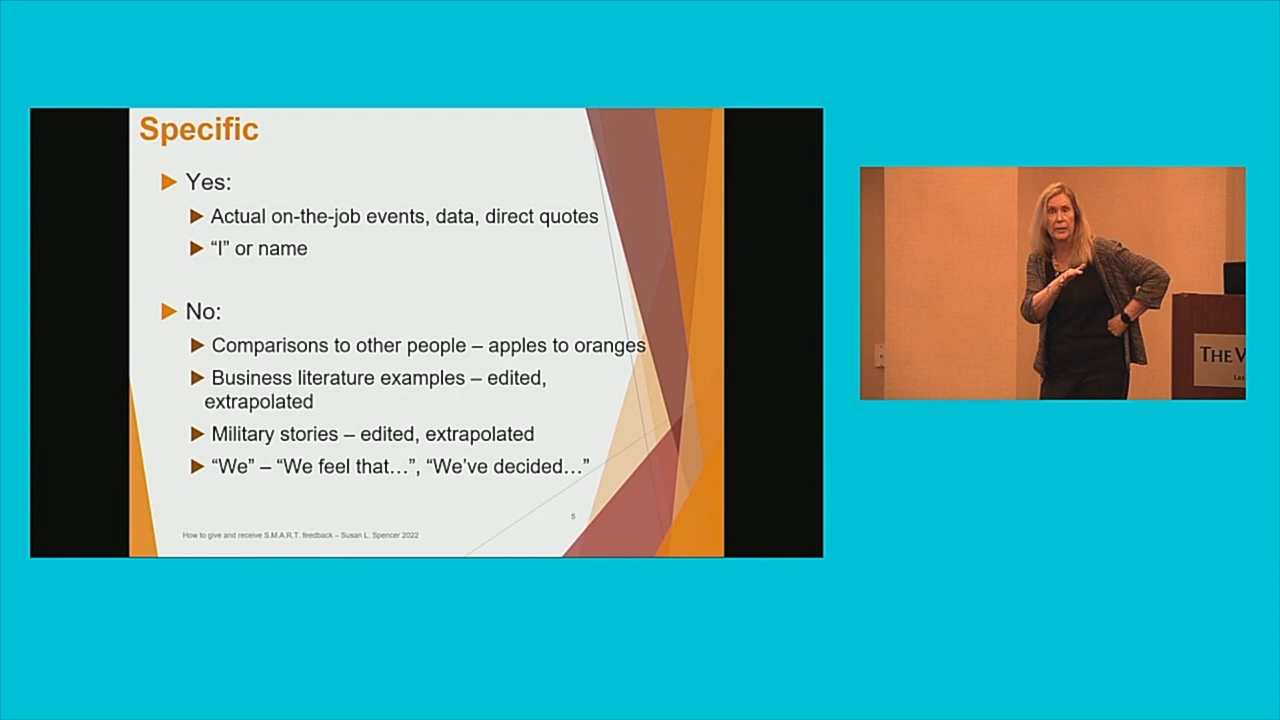 Specific
Yes:
Actual on-the-job events, data, direct quotes
“I” or name
No:
Comparisons to other people – apples to oranges
Business literature examples – edited,
extrapolated
Military stories – edited, extrapolated
“We” – “We feel that…”, “We’ve decided…”
5
How to give and receive S.M.A.R.T. feedback – Susan L. Spencer 2022
THE